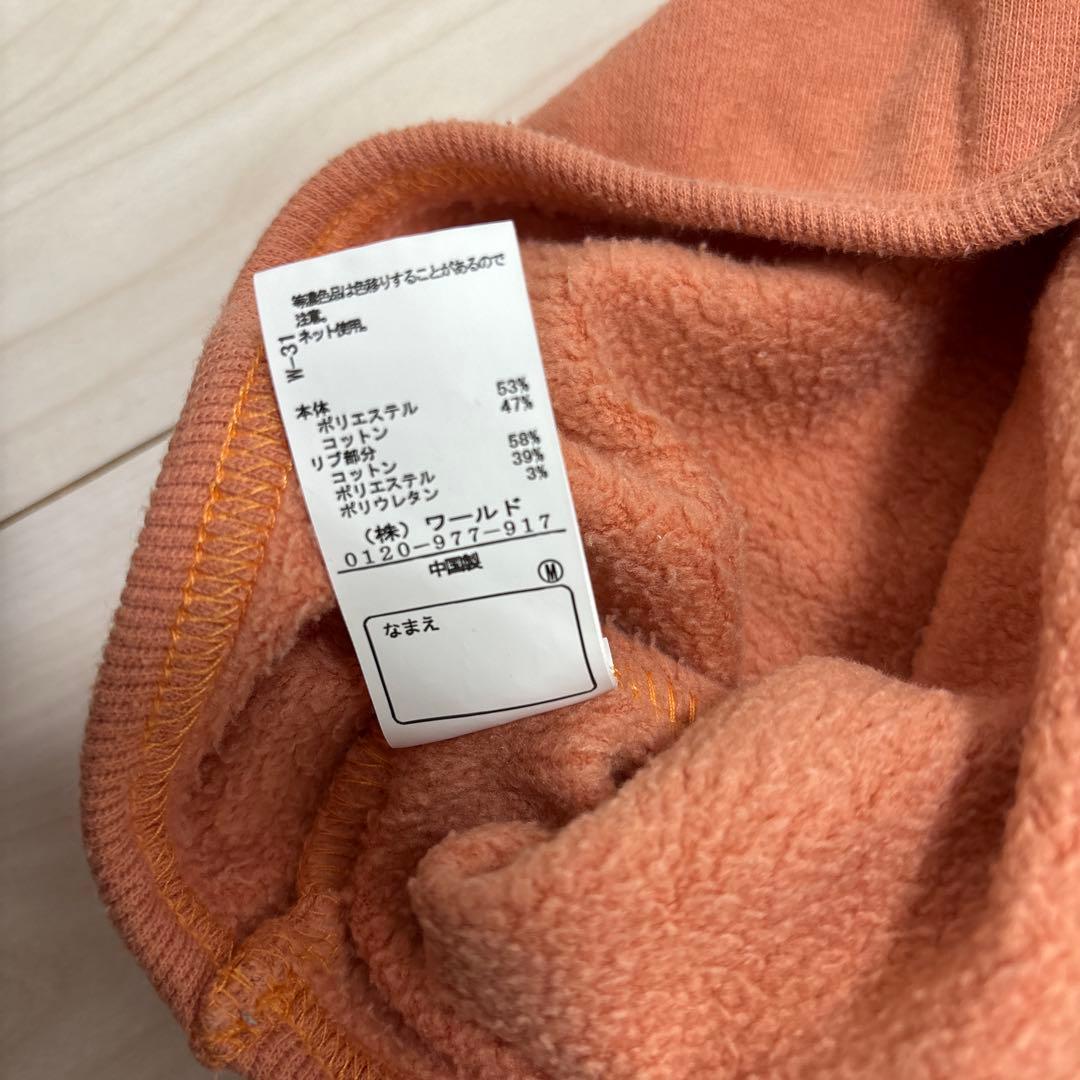 等濃色品は色移りすることがあるので
注意。
ネット使用。
W-31
本体
ポリエステル 53%
コットン 47%
リブ部分
コットン 58%
ポリエステル 39%
ポリウレタン 3%
(株) ワールド
0120-977-917
中国製
M
なまえ